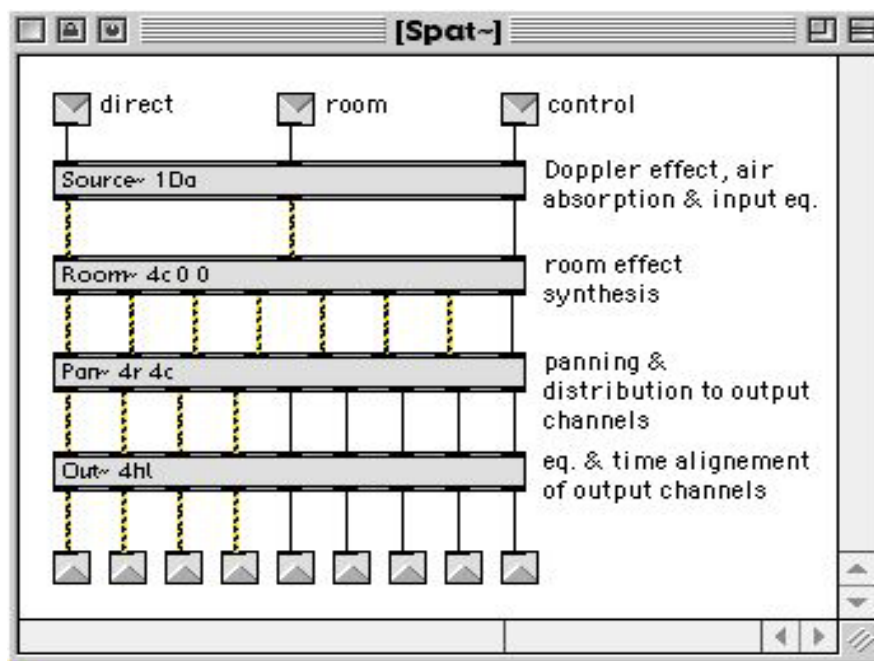 [Spat~]
direct
room
control
Source~ 1Da
Doppler effect, air
absorption & input eq.
Room~ 4c 0 0
room effect
synthesis
Pan~ 4r 4c
panning &
distribution to output
channels
Out~ 4hl
eq. & time alignement
of output channels